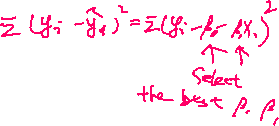 Σ (yᵢ - ŷᵢ)² = Σ(yᵢ - β₀ - β₁xᵢ)²
Select
the best β₀ β₁